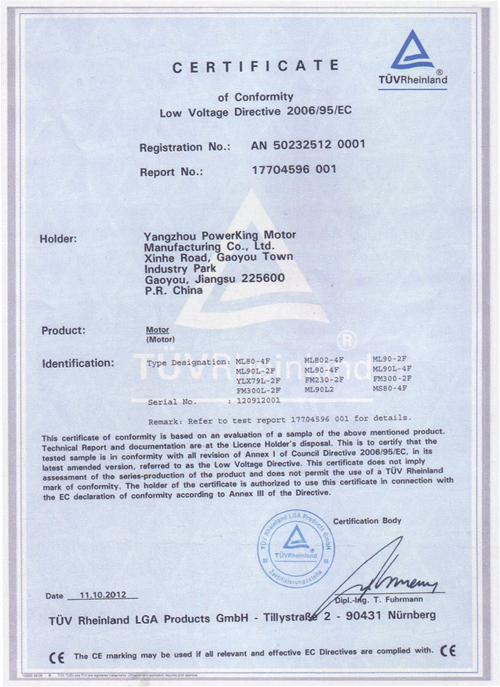 CERTIFICATE
TÜVRheinland®
of Conformity
Low Voltage Directive 2006/95/EC
Registration No.: AN 50232512 0001
Report No.: 17704596 001
Holder: Yangzhou PowerKing Motor
Manufacturing Co., Ltd.
Xinhe Road, Gaoyou Town
Industry Park
Gaoyou, Jiangsu 225600
P.R. China
Product: Motor
(Motor)
TÜVRheinland®
Identification: Type Designation: ML80-4F ML802-4F ML90-2F
ML90L-2F ML90-4F ML90L-4F
YLX79L-2F FM230-2F FM300-2F
FM300L-2F ML90L2 MS80-4F
Serial No. : 120912001
Remark: Refer to test report 17704596 001 for details.
This certificate of conformity is based on an evaluation of a sample of the above mentioned product.
Technical Report and documentation are at the Licence Holder's disposal. This is to certify that the
tested sample is in conformity with all revision of Annex I of Council Directive 2006/95/EC, in its
latest amended version, referred to as the Low Voltage Directive. This certificate does not imply
assessment of the series-production of the product and does not permit the use of a TÜV Rheinland
mark of conformity. The holder of the certificate is authorized to use this certificate in connection with
the EC declaration of conformity according to Annex III of the Directive.
Certification Body
TÜV Rheinland LGA Products GmbH
TÜVRheinland
Zertifizierungsstelle
Date 11.10.2012
Dipl.-Ing. T. Fuhrmann
TÜV Rheinland LGA Products GmbH - Tillystraße 2 - 90431 Nürnberg
CE The CE marking may be used if all relevant and effective EC Directives are complied with. CE